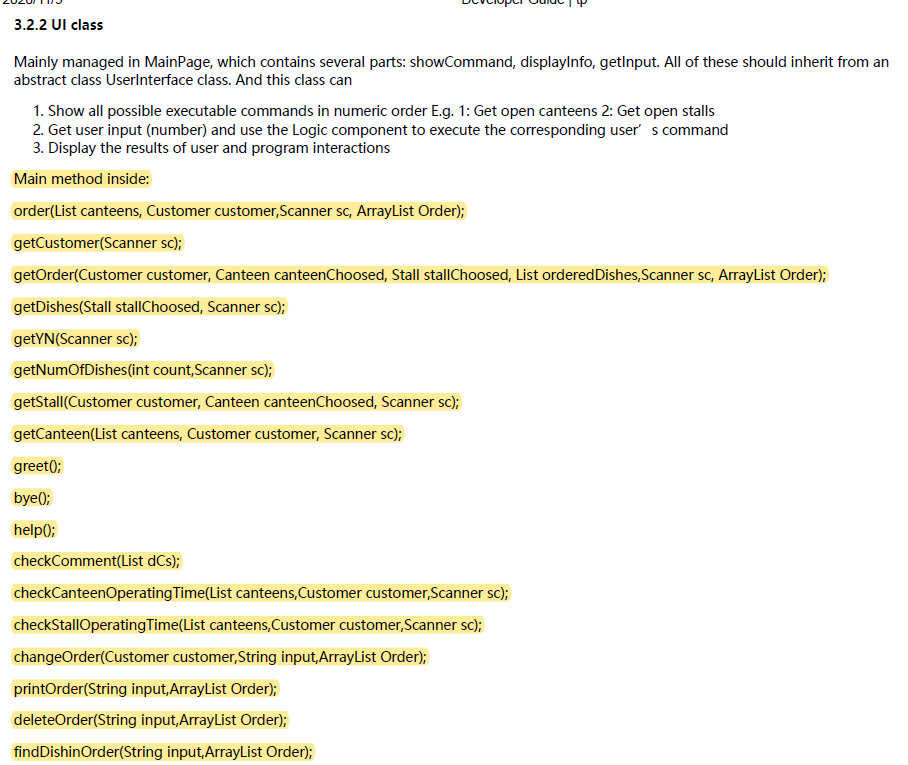 2020/11/5 Developer Guide | tp
3.2.2 UI class
Mainly managed in MainPage, which contains several parts: showCommand, displayInfo, getInput. All of these should inherit from an
abstract class UserInterface class. And this class can
1. Show all possible executable commands in numeric order E.g. 1: Get open canteens 2: Get open stalls
2. Get user input (number) and use the Logic component to execute the corresponding user’s command
3. Display the results of user and program interactions
Main method inside:
order(List canteens, Customer customer,Scanner sc, ArrayList Order);
getCustomer(Scanner sc);
getOrder(Customer customer, Canteen canteenChoosed, Stall stallChoosed, List orderedDishes,Scanner sc, ArrayList Order);
getDishes(Stall stallChoosed, Scanner sc);
getYN(Scanner sc);
getNumOfDishes(int count,Scanner sc);
getStall(Customer customer, Canteen canteenChoosed, Scanner sc);
getCanteen(List canteens, Customer customer, Scanner sc);
greet();
bye();
help();
checkComment(List dCs);
checkCanteenOperatingTime(List canteens,Customer customer,Scanner sc);
checkStallOperatingTime(List canteens,Customer customer,Scanner sc);
changeOrder(Customer customer,String input,ArrayList Order);
printOrder(String input,ArrayList Order);
deleteOrder(String input,ArrayList Order);
findDishinOrder(String input,ArrayList Order);